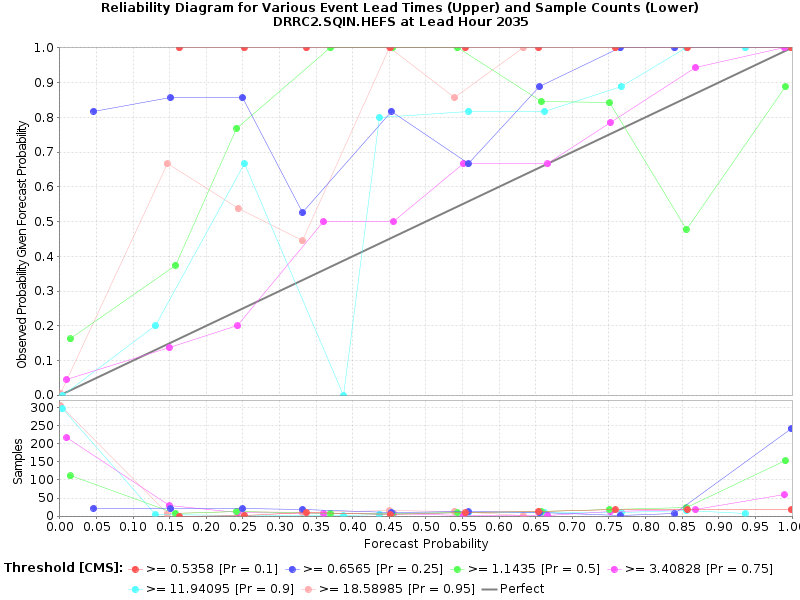 Reliability Diagram for Various Event Lead Times (Upper) and Sample Counts (Lower)
DRRC2.SQIN.HEFS at Lead Hour 2035
Observed Probability Given Forecast Probability
1.0
0.9
0.8
0.7
0.6
0.5
0.4
0.3
0.2
0.1
0.0
Samples
300
250
200
150
100
50
0
0.00 0.05 0.10 0.15 0.20 0.25 0.30 0.35 0.40 0.45 0.50 0.55 0.60 0.65 0.70 0.75 0.80 0.85 0.90 0.95 1.0
Forecast Probability
Threshold [CMS]: >= 0.5358 [Pr = 0.1] >= 0.6565 [Pr = 0.25] >= 1.1435 [Pr = 0.5] >= 3.40828 [Pr = 0.75]
>= 11.94095 [Pr = 0.9] >= 18.58985 [Pr = 0.95] Perfect